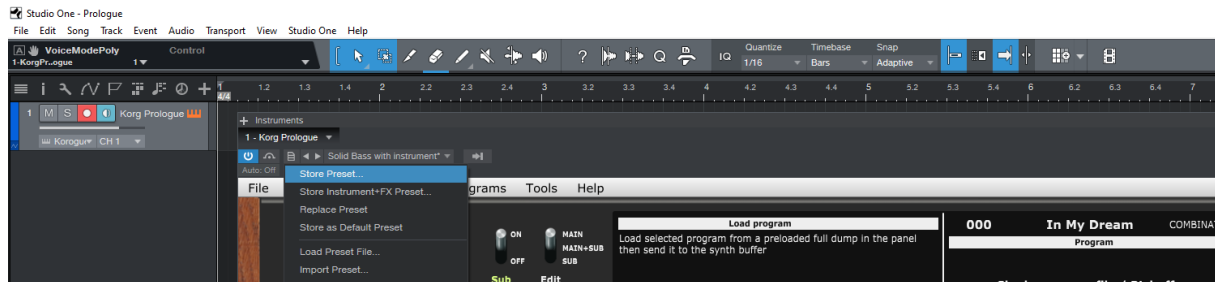 Studio One - Prologue
File Edit Song Track Event Audio Transport View Studio One Help
A VoiceModePoly Control
1-KorgPr..ogue 1
? IQ Quantize Timebase Snap
1/16 Bars Adaptive
4/4 1 1.2 1.3 1.4 2 2.2 2.3 2.4 3 3.2 3.3 3.4 4 4.2 4.3 4.4 5 5.2 5.3 5.4 6 6.2 6.3 6.4 7
1 M S Korg Prologue
Korogur CH 1
+ Instruments
1 - Korg Prologue
Solid Bass with instrument*
Auto: Off
Store Preset...
Store Instrument+FX Preset...
Replace Preset
Store as Default Preset
Load Preset File...
Import Preset...
File grams Tools Help
ON
OFF
Sub
MAIN
MAIN+SUB
SUB
Edit
Load program
Load selected program from a preloaded full dump in the panel
then send it to the synth buffer
000 In My Dream COMBINA
Program